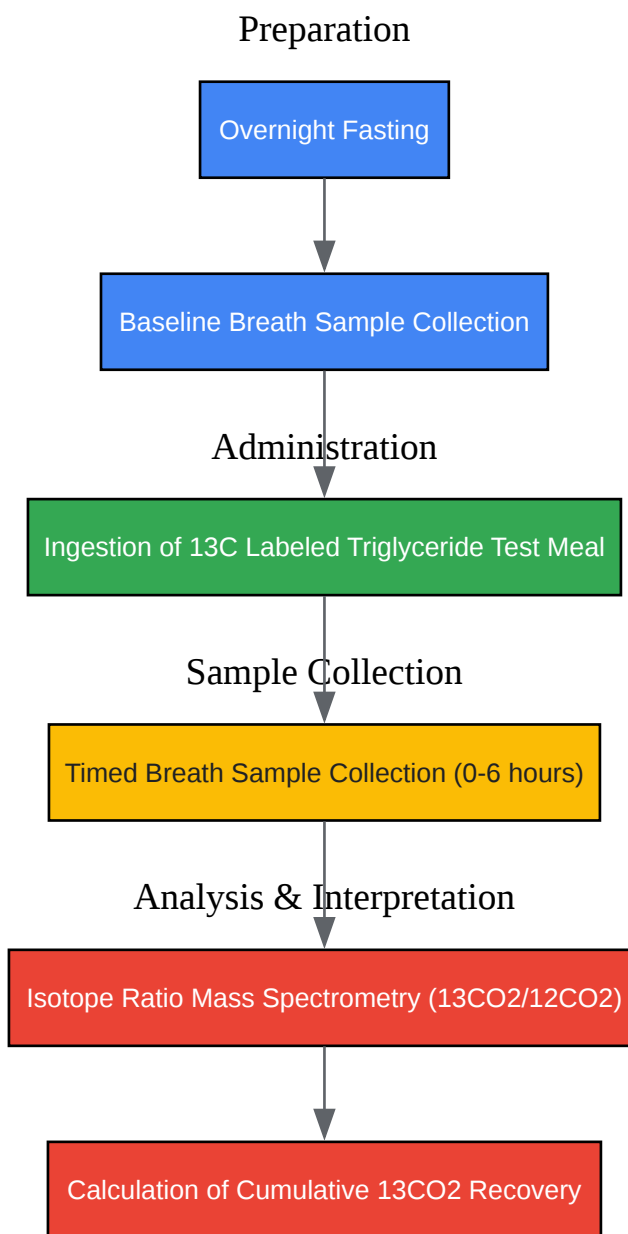 Preparation
Overnight Fasting
Baseline Breath Sample Collection
Administration
Ingestion of 13C Labeled Triglyceride Test Meal
Sample Collection
Timed Breath Sample Collection (0-6 hours)
Analysis & Interpretation
Isotope Ratio Mass Spectrometry (13CO2/12CO2)
Calculation of Cumulative 13CO2 Recovery